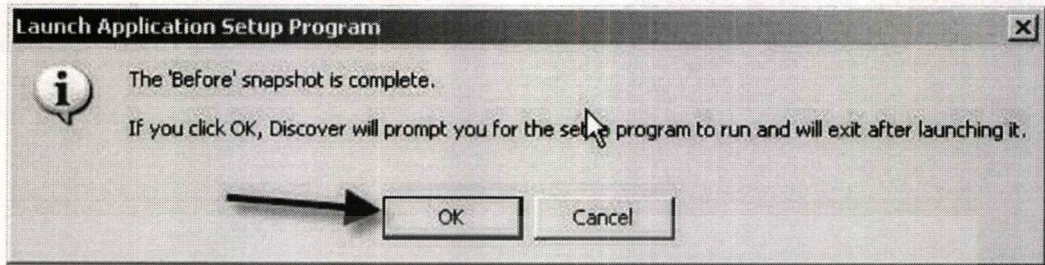 Launch Application Setup Program
The 'Before' snapshot is complete.
If you click OK, Discover will prompt you for the setup program to run and will exit after launching it.
OK
Cancel